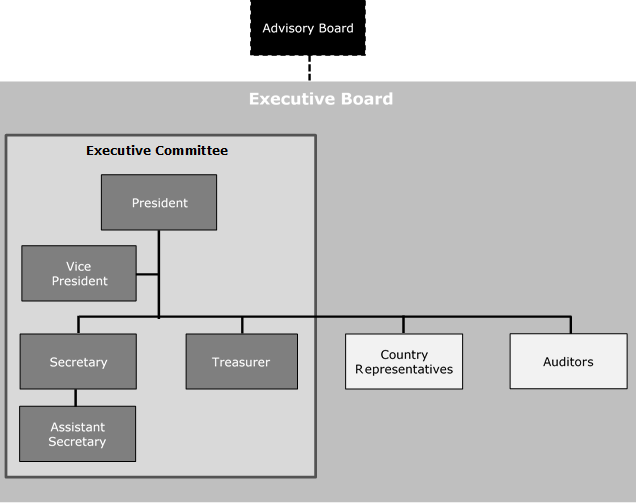 Advisory Board
Executive Board
Executive Committee
President
Vice
President
Secretary
Treasurer
Country
Representatives
Auditors
Assistant
Secretary